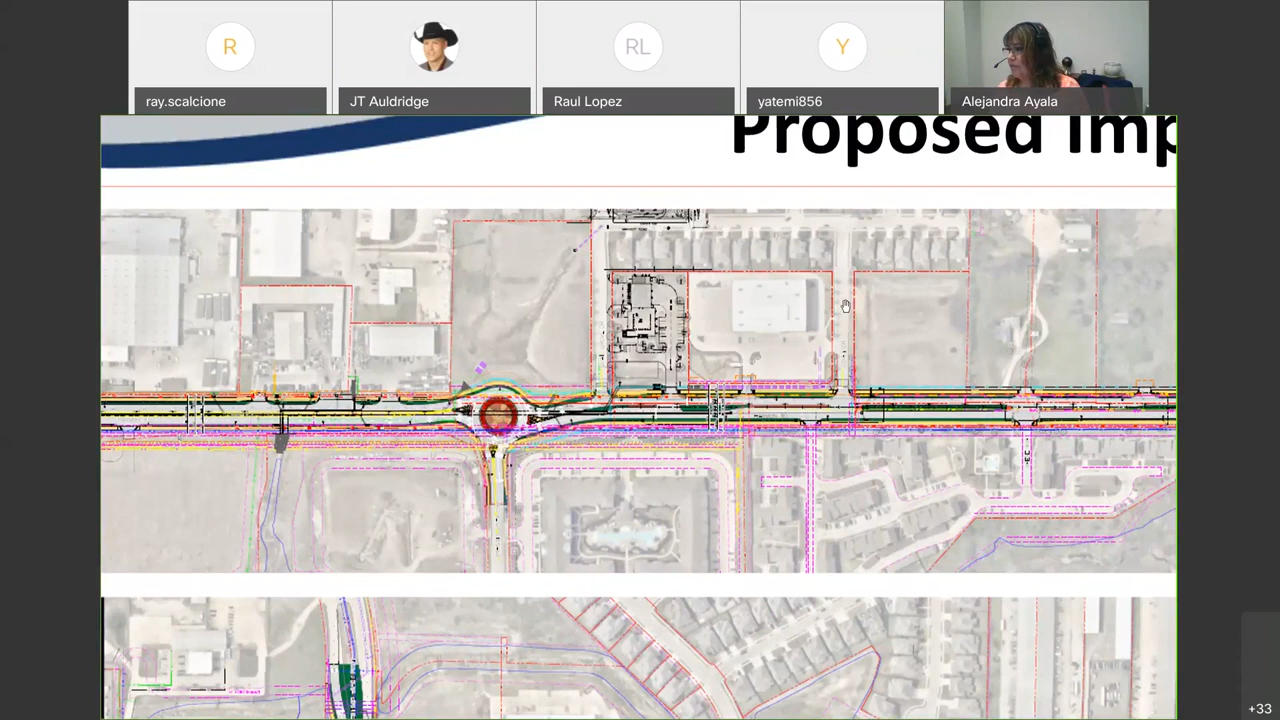 R
RL
Y
ray.scalcione
JT Auldridge
Raul Lopez
yatemi856
Alejandra Ayala
Proposed Imp
+33